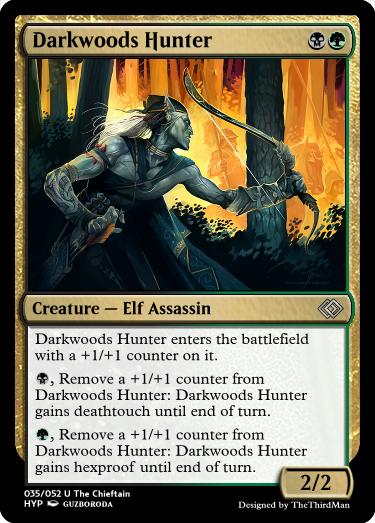 Darkwoods Hunter
Creature — Elf Assassin
Darkwoods Hunter enters the battlefield
with a +1/+1 counter on it.
, Remove a +1/+1 counter from
Darkwoods Hunter: Darkwoods Hunter
gains deathtouch until end of turn.
, Remove a +1/+1 counter from
Darkwoods Hunter: Darkwoods Hunter
gains hexproof until end of turn.
2/2
035/052 U The Chieftain
HYP GUZBORODA
Designed by TheThirdMan